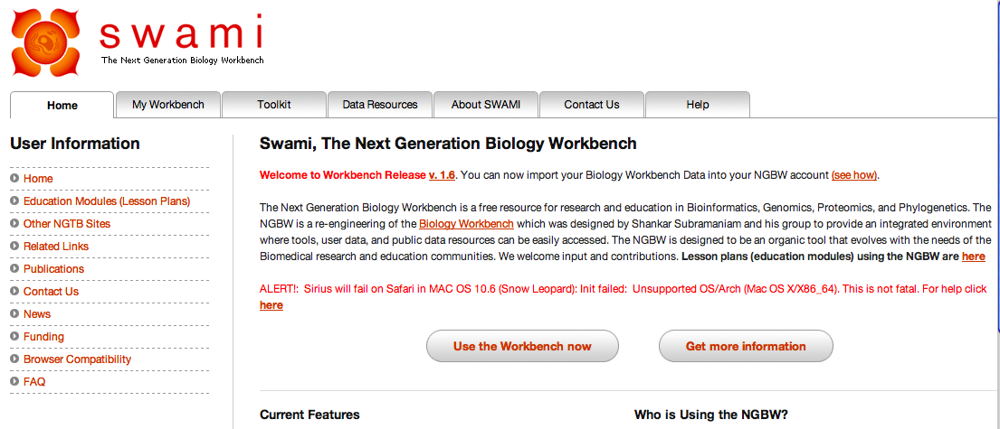 swami
The Next Generation Biology Workbench
Home
My Workbench
Toolkit
Data Resources
About SWAMI
Contact Us
Help
User Information
Home
Education Modules (Lesson Plans)
Other NGTB Sites
Related Links
Publications
Contact Us
News
Funding
Browser Compatibility
FAQ
Swami, The Next Generation Biology Workbench
Welcome to Workbench Release v. 1.6. You can now import your Biology Workbench Data into your NGBW account (see how).
The Next Generation Biology Workbench is a free resource for research and education in Bioinformatics, Genomics, Proteomics, and Phylogenetics. The
NGBW is a re-engineering of the Biology Workbench which was designed by Shankar Subramaniam and his group to provide an integrated environment
where tools, user data, and public data resources can be easily accessed. The NGBW is designed to be an organic tool that evolves with the needs of the
Biomedical research and education communities. We welcome input and contributions. Lesson plans (education modules) using the NGBW are here
ALERT!: Sirius will fail on Safari in MAC OS 10.6 (Snow Leopard): Init failed: Unsupported OS/Arch (Mac OS X/X86_64). This is not fatal. For help click
here
Use the Workbench now
Get more information
Current Features
Who is Using the NGBW?